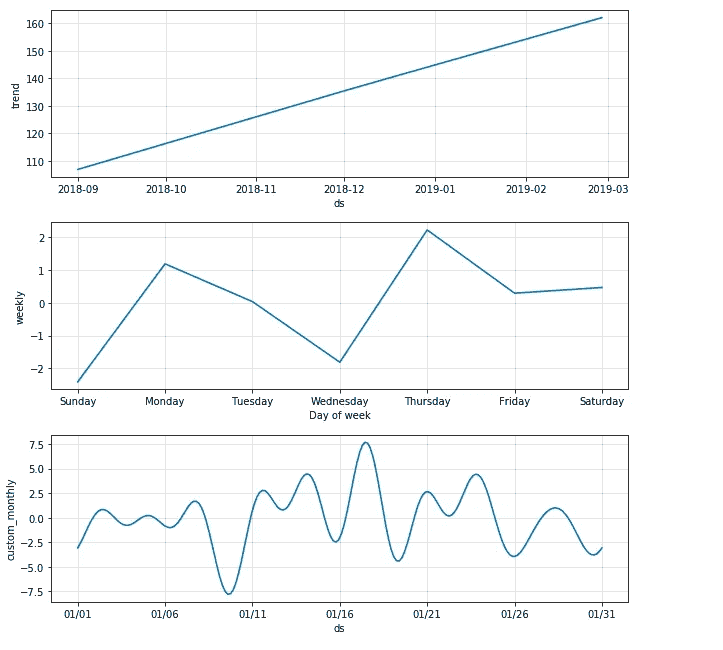 160
150
140
130
120
110
trend
2018-09 2018-10 2018-11 2018-12 2019-01 2019-02 2019-03
ds
2
1
0
−1
−2
weekly
Sunday Monday Tuesday Wednesday Thursday Friday Saturday
Day of week
7.5
5.0
2.5
0.0
−2.5
−5.0
−7.5
custom_monthly
01/01 01/06 01/11 01/16 01/21 01/26 01/31
ds